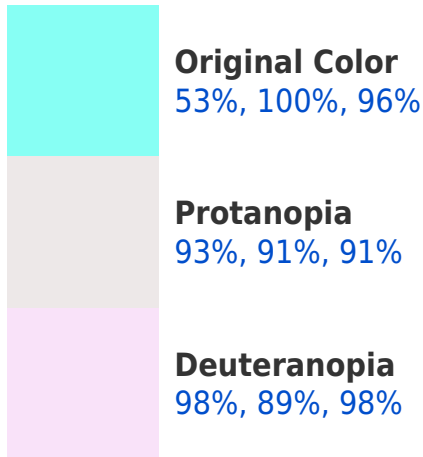 Original Color
53%, 100%, 96%
Protanopia
93%, 91%, 91%
Deuteranopia
98%, 89%, 98%